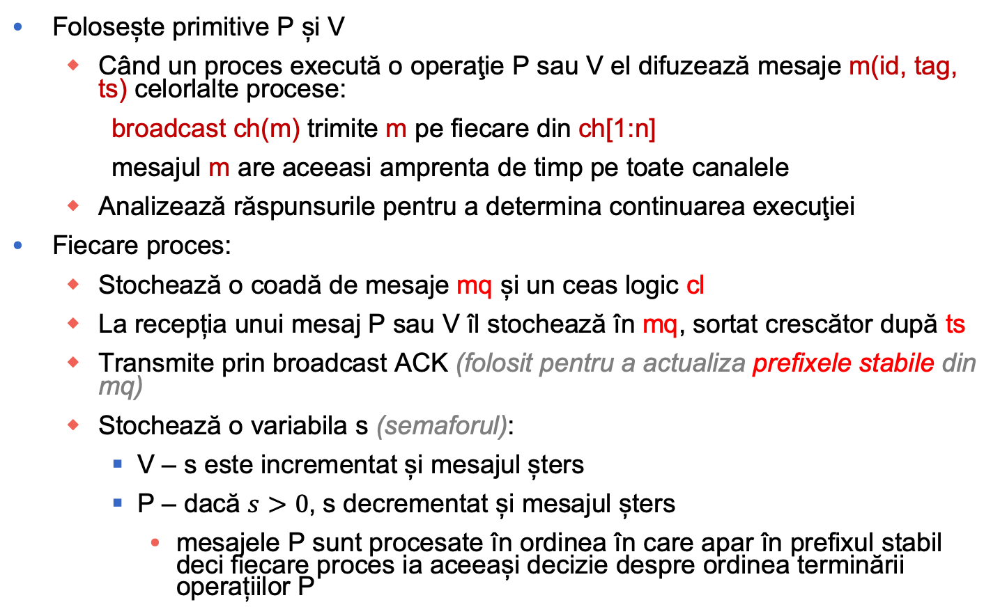 • Folosește primitive P și V
◆ Când un proces execută o operaţie P sau V el difuzează mesaje m(id, tag,
ts) celorlalte procese:
broadcast ch(m) trimite m pe fiecare din ch[1:n]
mesajul m are aceeasi amprenta de timp pe toate canalele
◆ Analizează răspunsurile pentru a determina continuarea execuţiei
• Fiecare proces:
◆ Stochează o coadă de mesaje mq și un ceas logic cl
◆ La recepția unui mesaj P sau V îl stochează în mq, sortat crescător după ts
◆ Transmite prin broadcast ACK (folosit pentru a actualiza prefixele stabile din
mq)
◆ Stochează o variabila s (semaforul):
▪ V – s este incrementat și mesajul șters
▪ P – dacă s > 0, s decrementat și mesajul șters
• mesajele P sunt procesate în ordinea în care apar în prefixul stabil
deci fiecare proces ia aceeași decizie despre ordinea terminării
operațiilor P